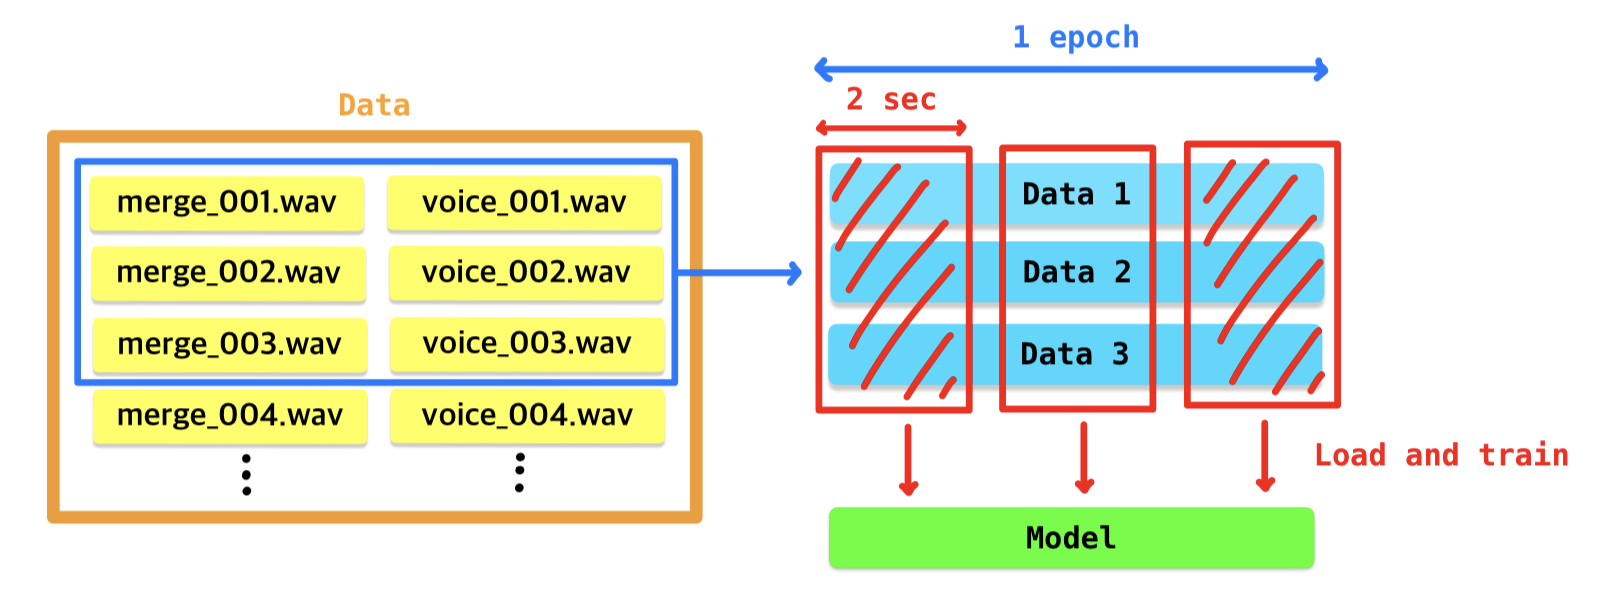 Data
merge_001.wav voice_001.wav
merge_002.wav voice_002.wav
merge_003.wav voice_003.wav
merge_004.wav voice_004.wav
1 epoch
2 sec
Data 1
Data 2
Data 3
Load and train
Model